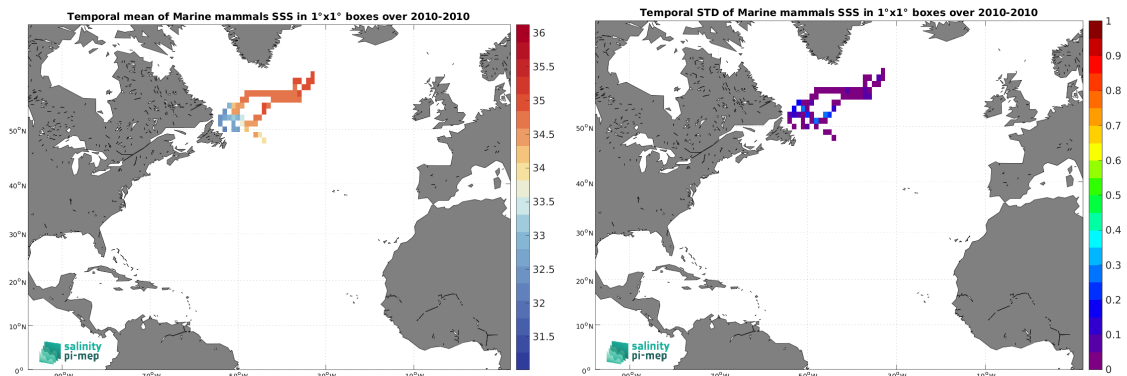 Temporal mean of Marine mammals SSS in 1°x1° boxes over 2010-2010
36
35.5
35
34.5
34
33.5
33
32.5
32
31.5
50°N
40°N
30°N
20°N
10°N
0°
salinity
pi-mep
Temporal STD of Marine mammals SSS in 1°x1° boxes over 2010-2010
1
0.9
0.8
0.7
0.6
0.5
0.4
0.3
0.2
0.1
0
50°N
40°N
30°N
20°N
10°N
0°
salinity
pi-mep